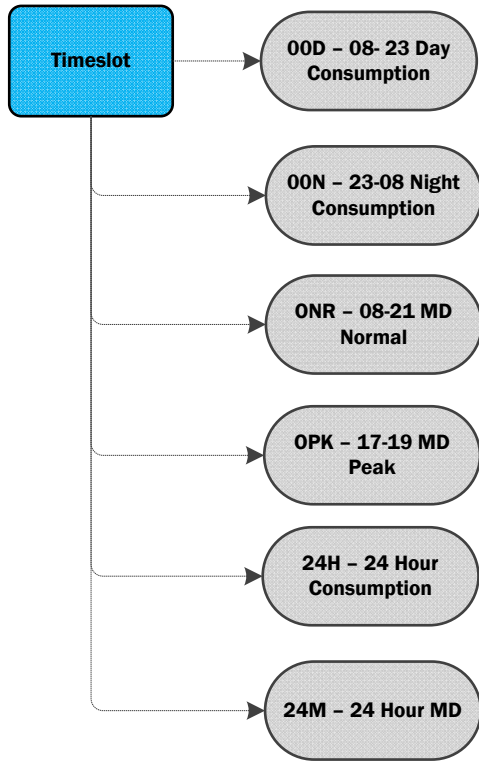 Timeslot
00D – 08- 23 Day
Consumption
00N – 23-08 Night
Consumption
0NR – 08-21 MD
Normal
0PK – 17-19 MD
Peak
24H – 24 Hour
Consumption
24M – 24 Hour MD